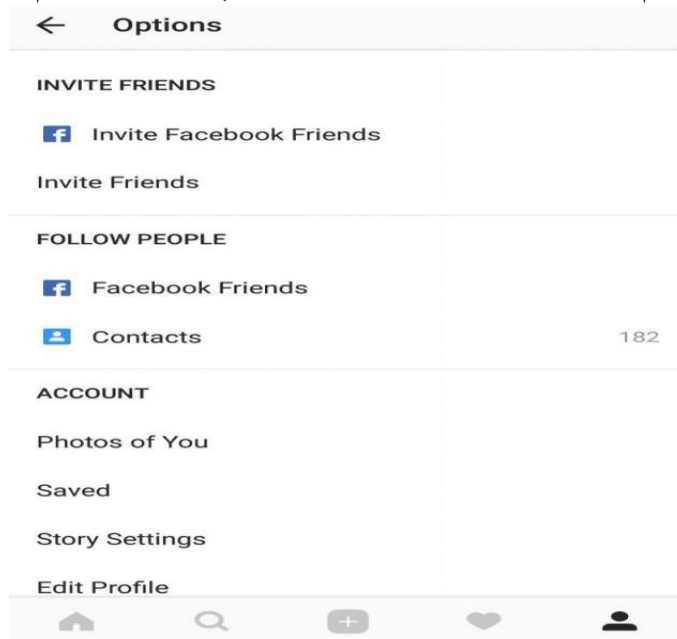 Options
INVITE FRIENDS
Invite Facebook Friends
Invite Friends
FOLLOW PEOPLE
Facebook Friends
Contacts 182
ACCOUNT
Photos of You
Saved
Story Settings
Edit Profile